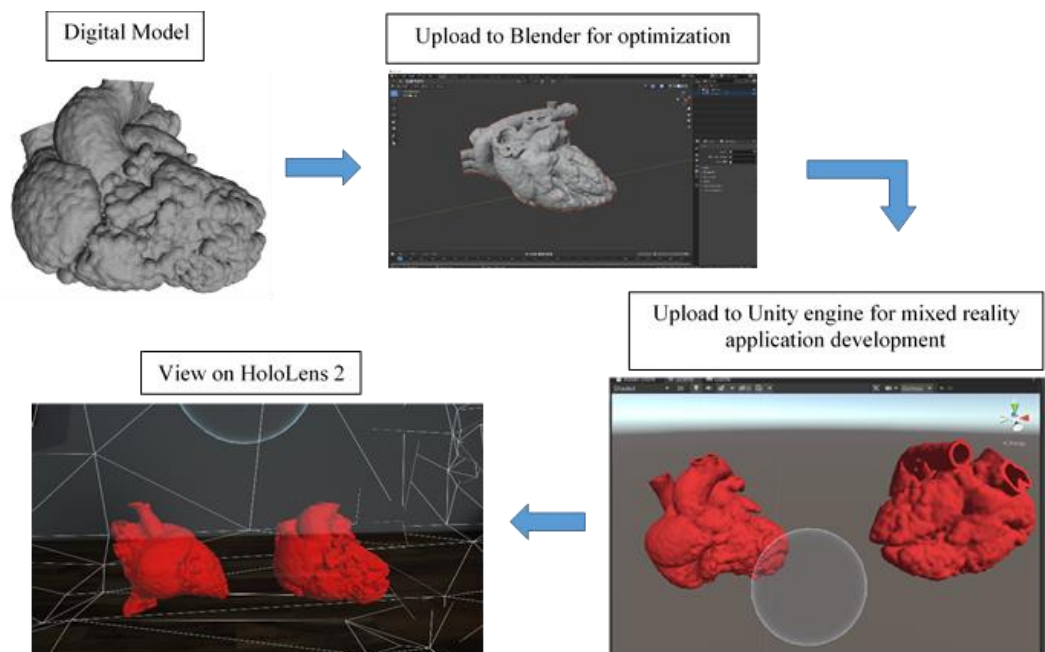 Digital Model
Upload to Blender for optimization
Upload to Unity engine for mixed reality
application development
View on HoloLens 2
Shaded